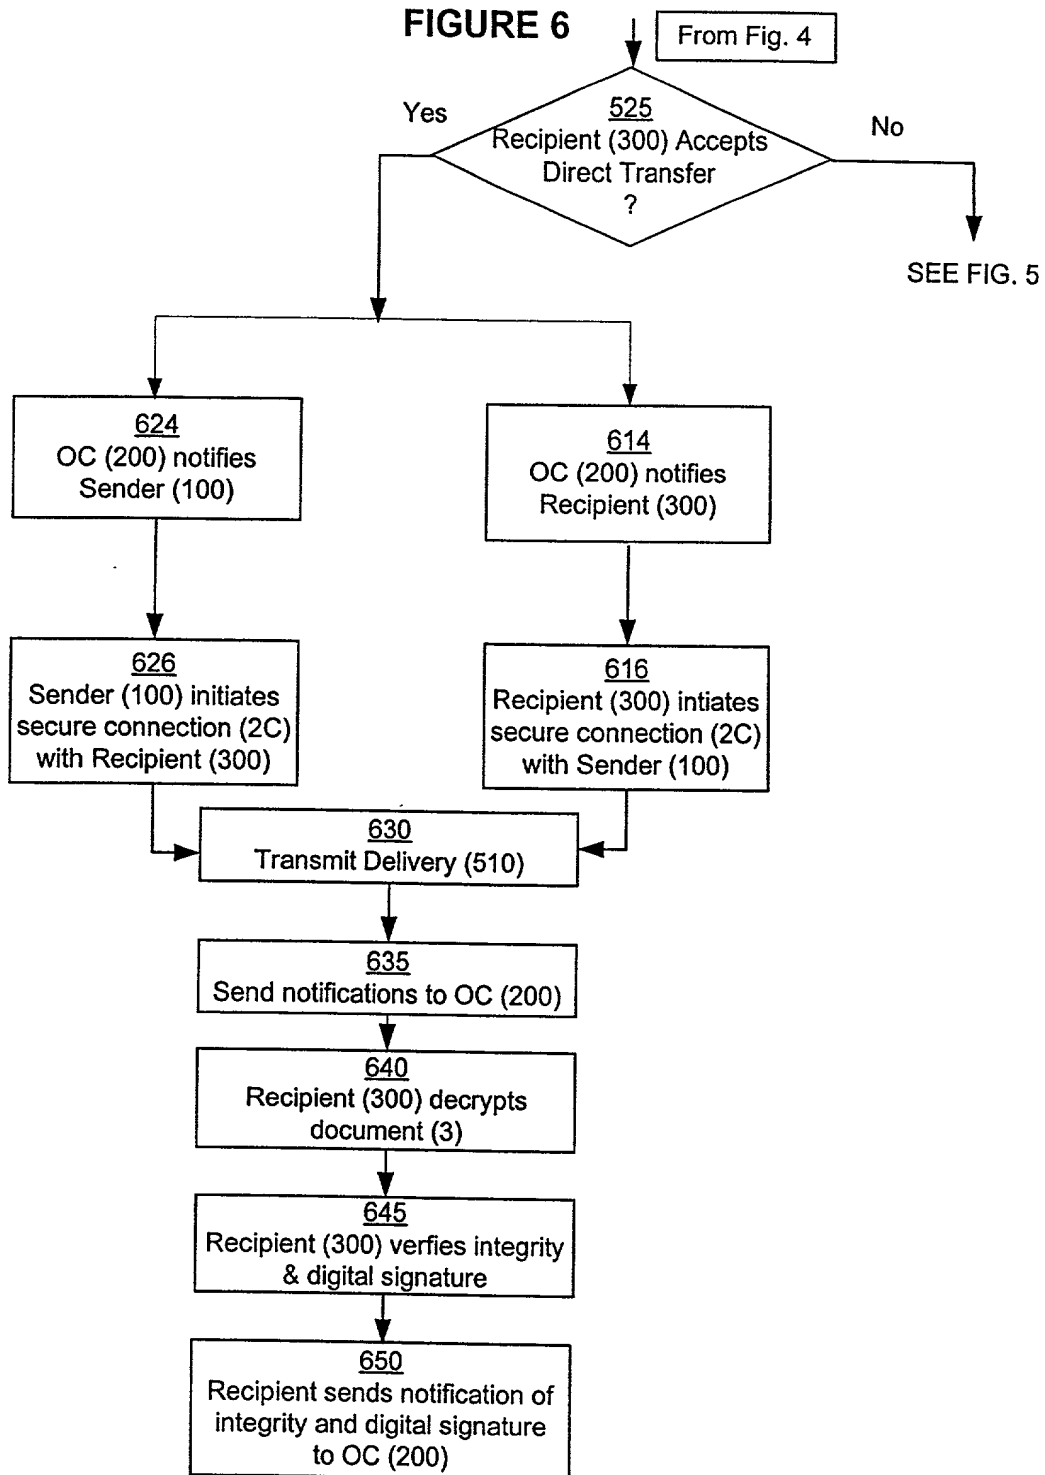 FIGURE 6
From Fig. 4
Yes
525
Recipient (300) Accepts
Direct Transfer
?
No
SEE FIG. 5
624
OC (200) notifies
Sender (100)
614
OC (200) notifies
Recipient (300)
626
Sender (100) initiates
secure connection (2C)
with Recipient (300)
616
Recipient (300) intiates
secure connection (2C)
with Sender (100)
630
Transmit Delivery (510)
635
Send notifications to OC (200)
640
Recipient (300) decrypts
document (3)
645
Recipient (300) verfies integrity
& digital signature
650
Recipient sends notification of
integrity and digital signature
to OC (200)